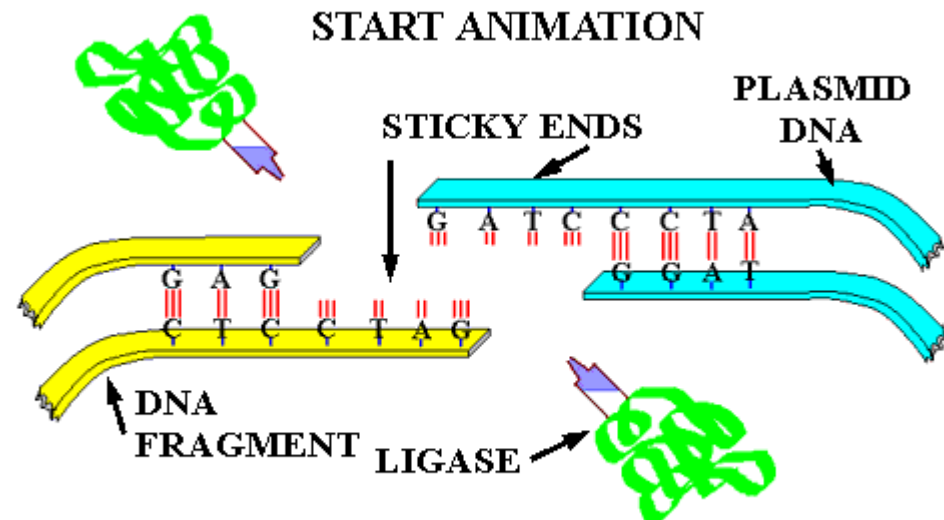 START ANIMATION
PLASMID
DNA
STICKY ENDS
G A T C C C T A
G G A T
G A G
C T C C T A G
DNA
FRAGMENT
LIGASE